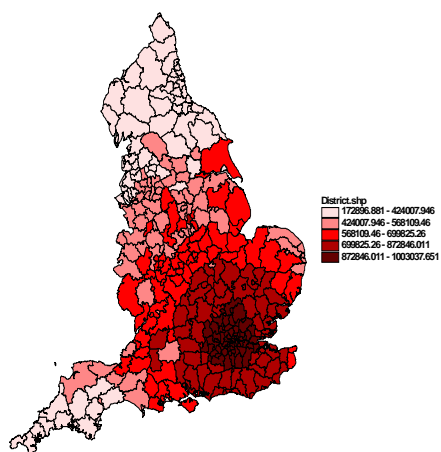 District.shp
172896.881 - 424007.946
424007.946 - 568109.46
568109.46 - 699825.26
699825.26 - 872846.011
872846.011 - 1003037.651